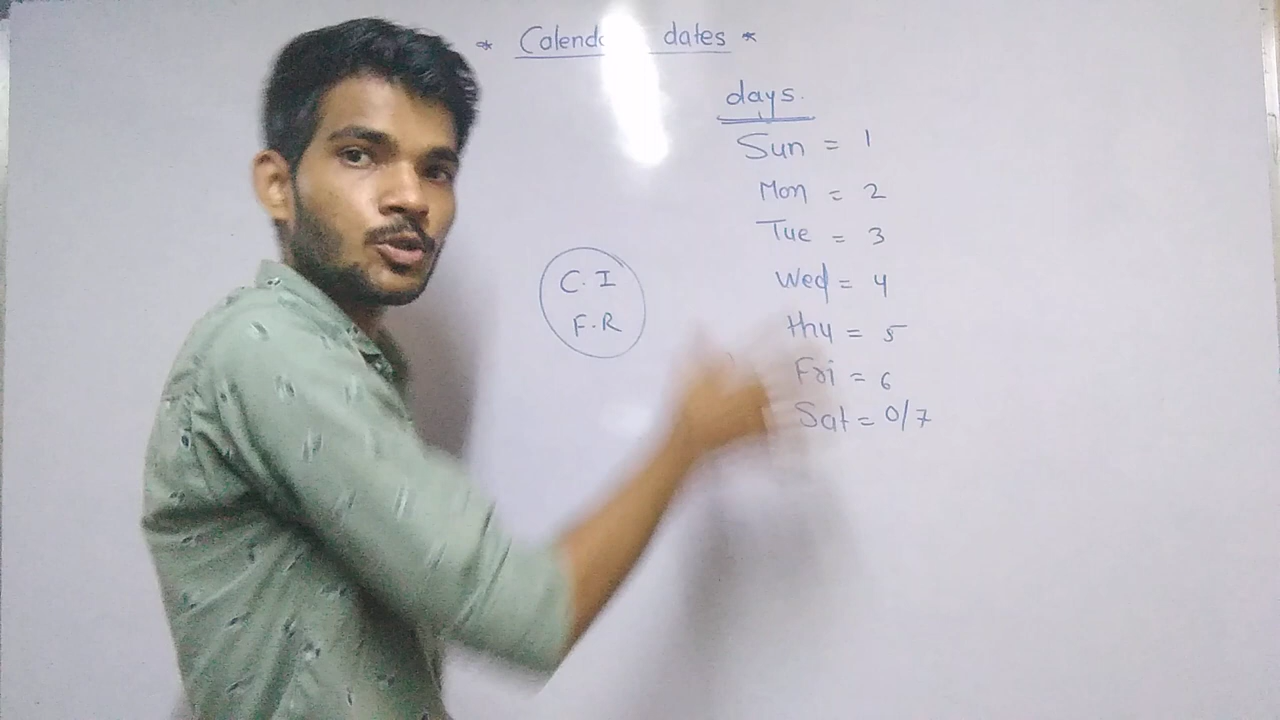 * Calend dates *
days.
Sun = 1
Mon = 2
Tue = 3
Wed = 4
thu = 5
Fri = 6
Sat = 0/7
C.I
F.R